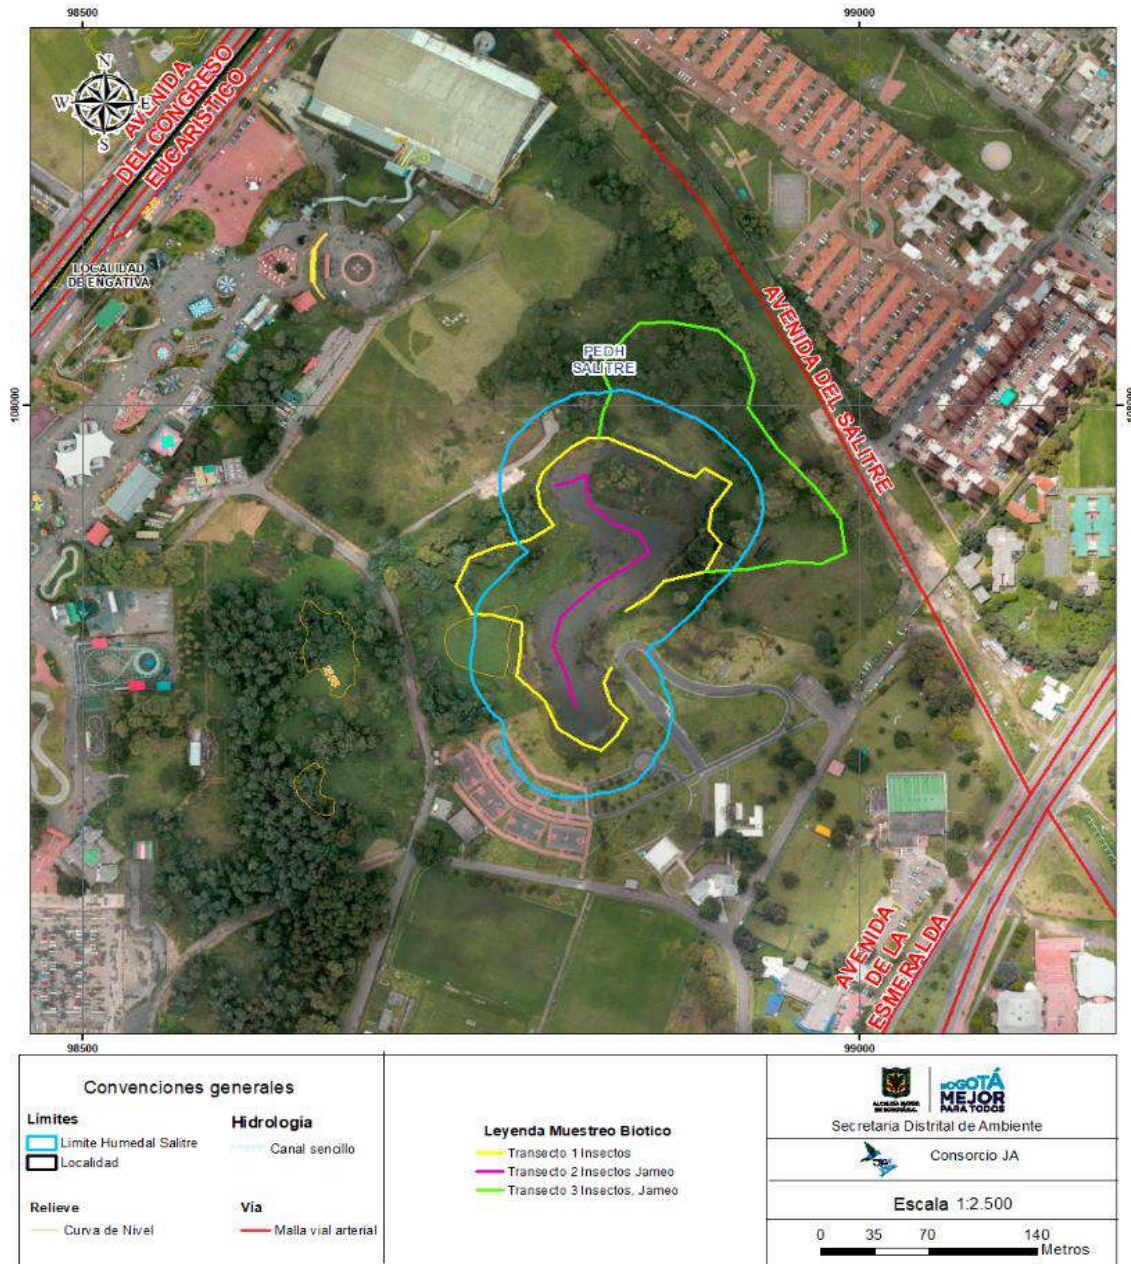 98500
99000
N
W
E
S
AVENIDA
DEL CONGRESO
EUCARISTICO
LOCALIDAD
DE ENGATIVA
PEDH
SALITRE
AVENIDA DEL SALITRE
108000
108000
AVENIDA
DE LA
ESMERALDA
98500
99000
Convenciones generales
Límites
Limite Humedal Salitre
Localidad
Hidrología
Canal sencillo
Relieve
Curva de Nivel
Vía
Malla vial arterial
Leyenda Muestreo Biotico
Transecto 1 Insectos
Transecto 2 Insectos Jameo
Transecto 3 Insectos, Jameo
BOGOTÁ
MEJOR
PARA TODOS
Secretaria Distrital de Ambiente
Consorcio JA
Escala 1:2.500
0 35 70 140
Metros